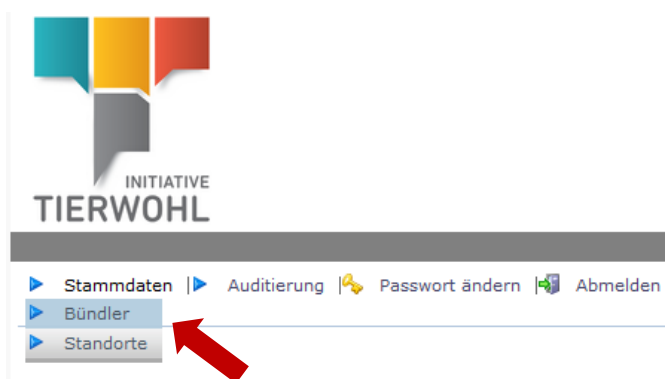 INITIATIVE
TIERWOHL
Stammdaten | Auditierung | Passwort ändern | Abmelden
Bündler
Standorte